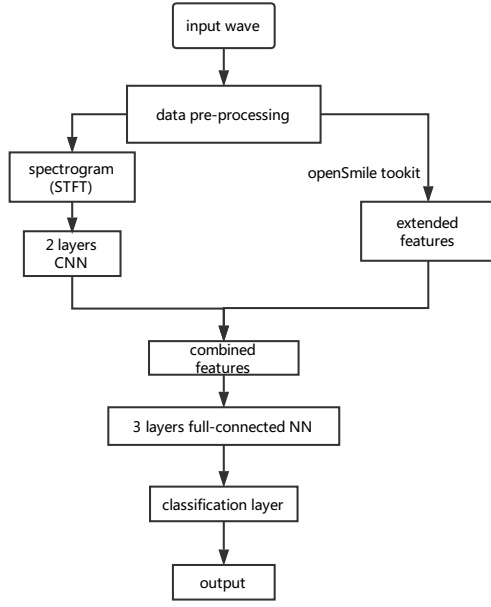 input wave
data pre-processing
spectrogram
(STFT)
openSmile tookit
2 layers
CNN
extended
features
combined
features
3 layers full-connected NN
classification layer
output